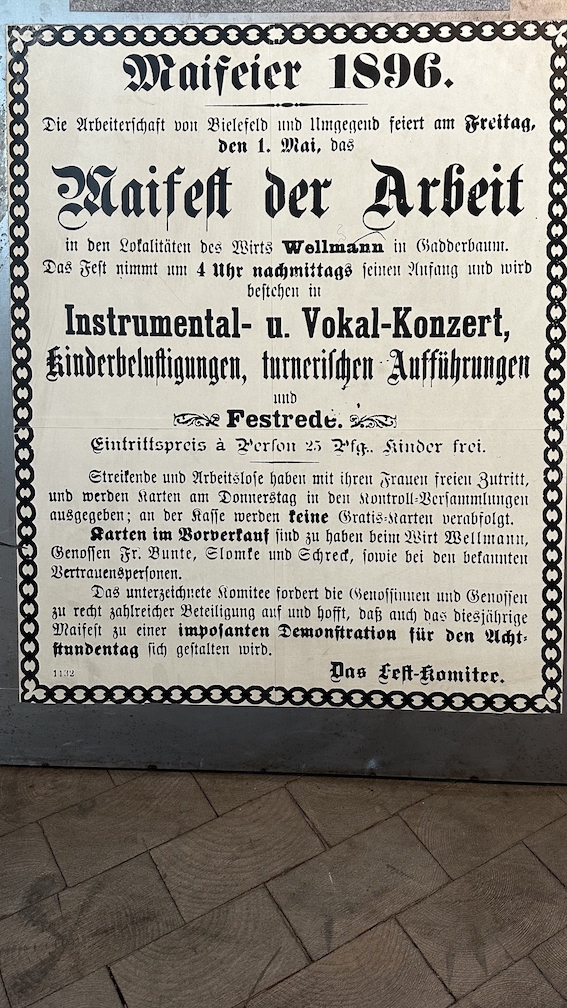 Maifeier 1896.
Die Arbeiterschaft von Bielefeld und Umgegend feiert am Freitag,
den 1. Mai, das
Maifest der Arbeit
in den Lokalitäten des Wirts Wellmann in Gadderbaum.
Das Fest nimmt um 4 Uhr nachmittags seinen Anfang und wird
bestehen in
Instrumental- u. Vokal-Konzert,
Kinderbelustigungen, turnerischen Aufführungen
und
Festrede.
Eintrittspreis à Person 25 Pfg.. Kinder frei.
Streikende und Arbeitslose haben mit ihren Frauen freien Zutritt,
und werden Karten am Donnerstag in den Kontroll-Versammlungen
ausgegeben; an der Kasse werden keine Gratis-Karten verabfolgt.
Karten im Vorverkauf sind zu haben beim Wirt Wellmann,
Genossen Fr. Bunte, Slomke und Schreck, sowie bei den bekannten
Vertrauenspersonen.
Das unterzeichnete Komitee fordert die Genossinnen und Genossen
zu recht zahlreicher Beteiligung auf und hofft, daß auch das diesjährige
Maifest zu einer imposanten Demonstration für den Acht-
stundentag sich gestalten wird.
1132 Das Fest-Komitee.